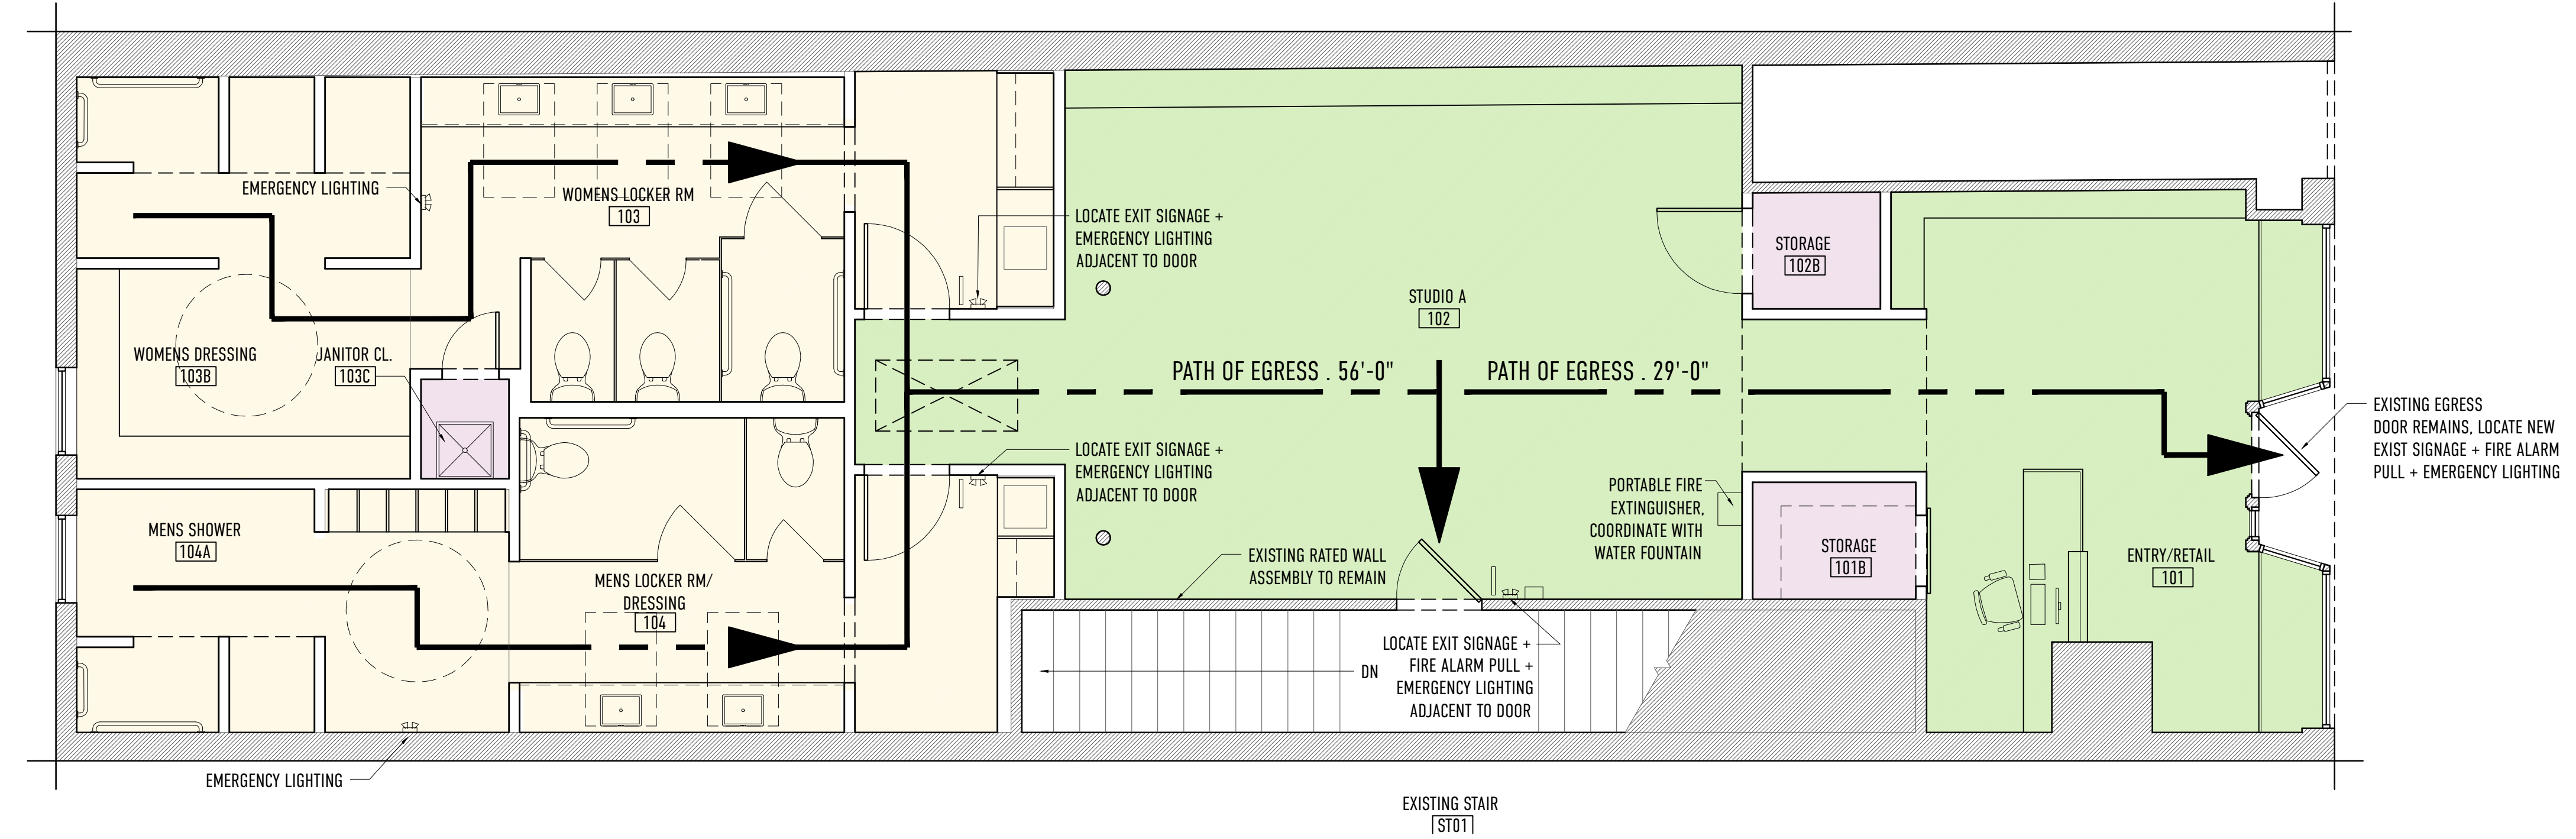 EMERGENCY LIGHTING
WOMENS LOCKER RM
103
WOMENS DRESSING
103B
JANITOR CL.
103C
MENS SHOWER
104A
MENS LOCKER RM/
DRESSING
104
EMERGENCY LIGHTING
LOCATE EXIT SIGNAGE +
EMERGENCY LIGHTING
ADJACENT TO DOOR
STUDIO A
102
PATH OF EGRESS . 56'-0"
PATH OF EGRESS . 29'-0"
LOCATE EXIT SIGNAGE +
EMERGENCY LIGHTING
ADJACENT TO DOOR
EXISTING RATED WALL
ASSEMBLY TO REMAIN
PORTABLE FIRE
EXTINGUISHER,
COORDINATE WITH
WATER FOUNTAIN
STORAGE
102B
STORAGE
101B
ENTRY/RETAIL
101
EXISTING EGRESS
DOOR REMAINS, LOCATE NEW
EXIST SIGNAGE + FIRE ALARM
PULL + EMERGENCY LIGHTING
DN
LOCATE EXIT SIGNAGE +
FIRE ALARM PULL +
EMERGENCY LIGHTING
ADJACENT TO DOOR
EXISTING STAIR
ST01